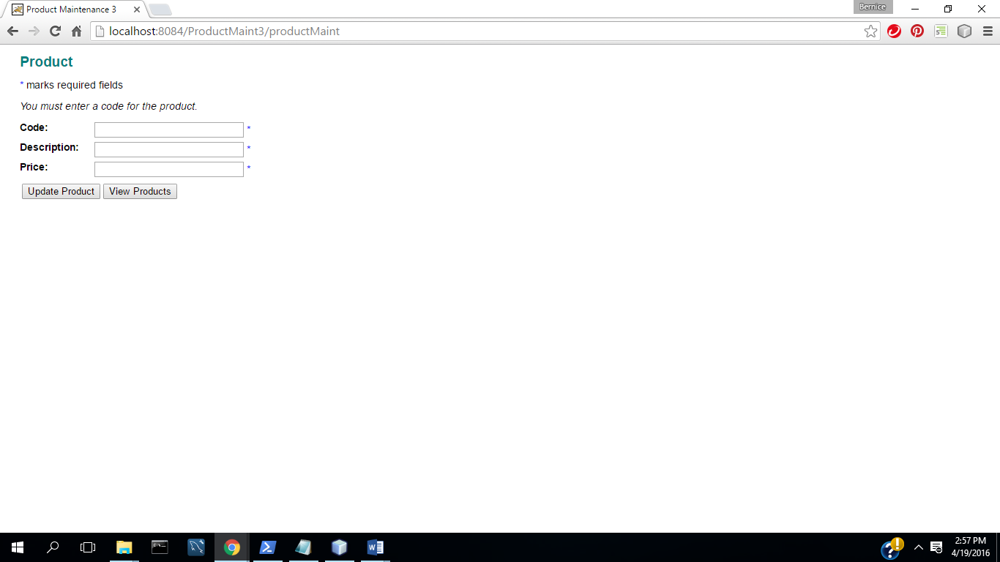 Product Maintenance 3
Bernice
localhost:8084/ProductMaint3/productMaint
Product
* marks required fields
You must enter a code for the product.
Code: *
Description: *
Price: *
Update Product View Products
2:57 PM
4/19/2016